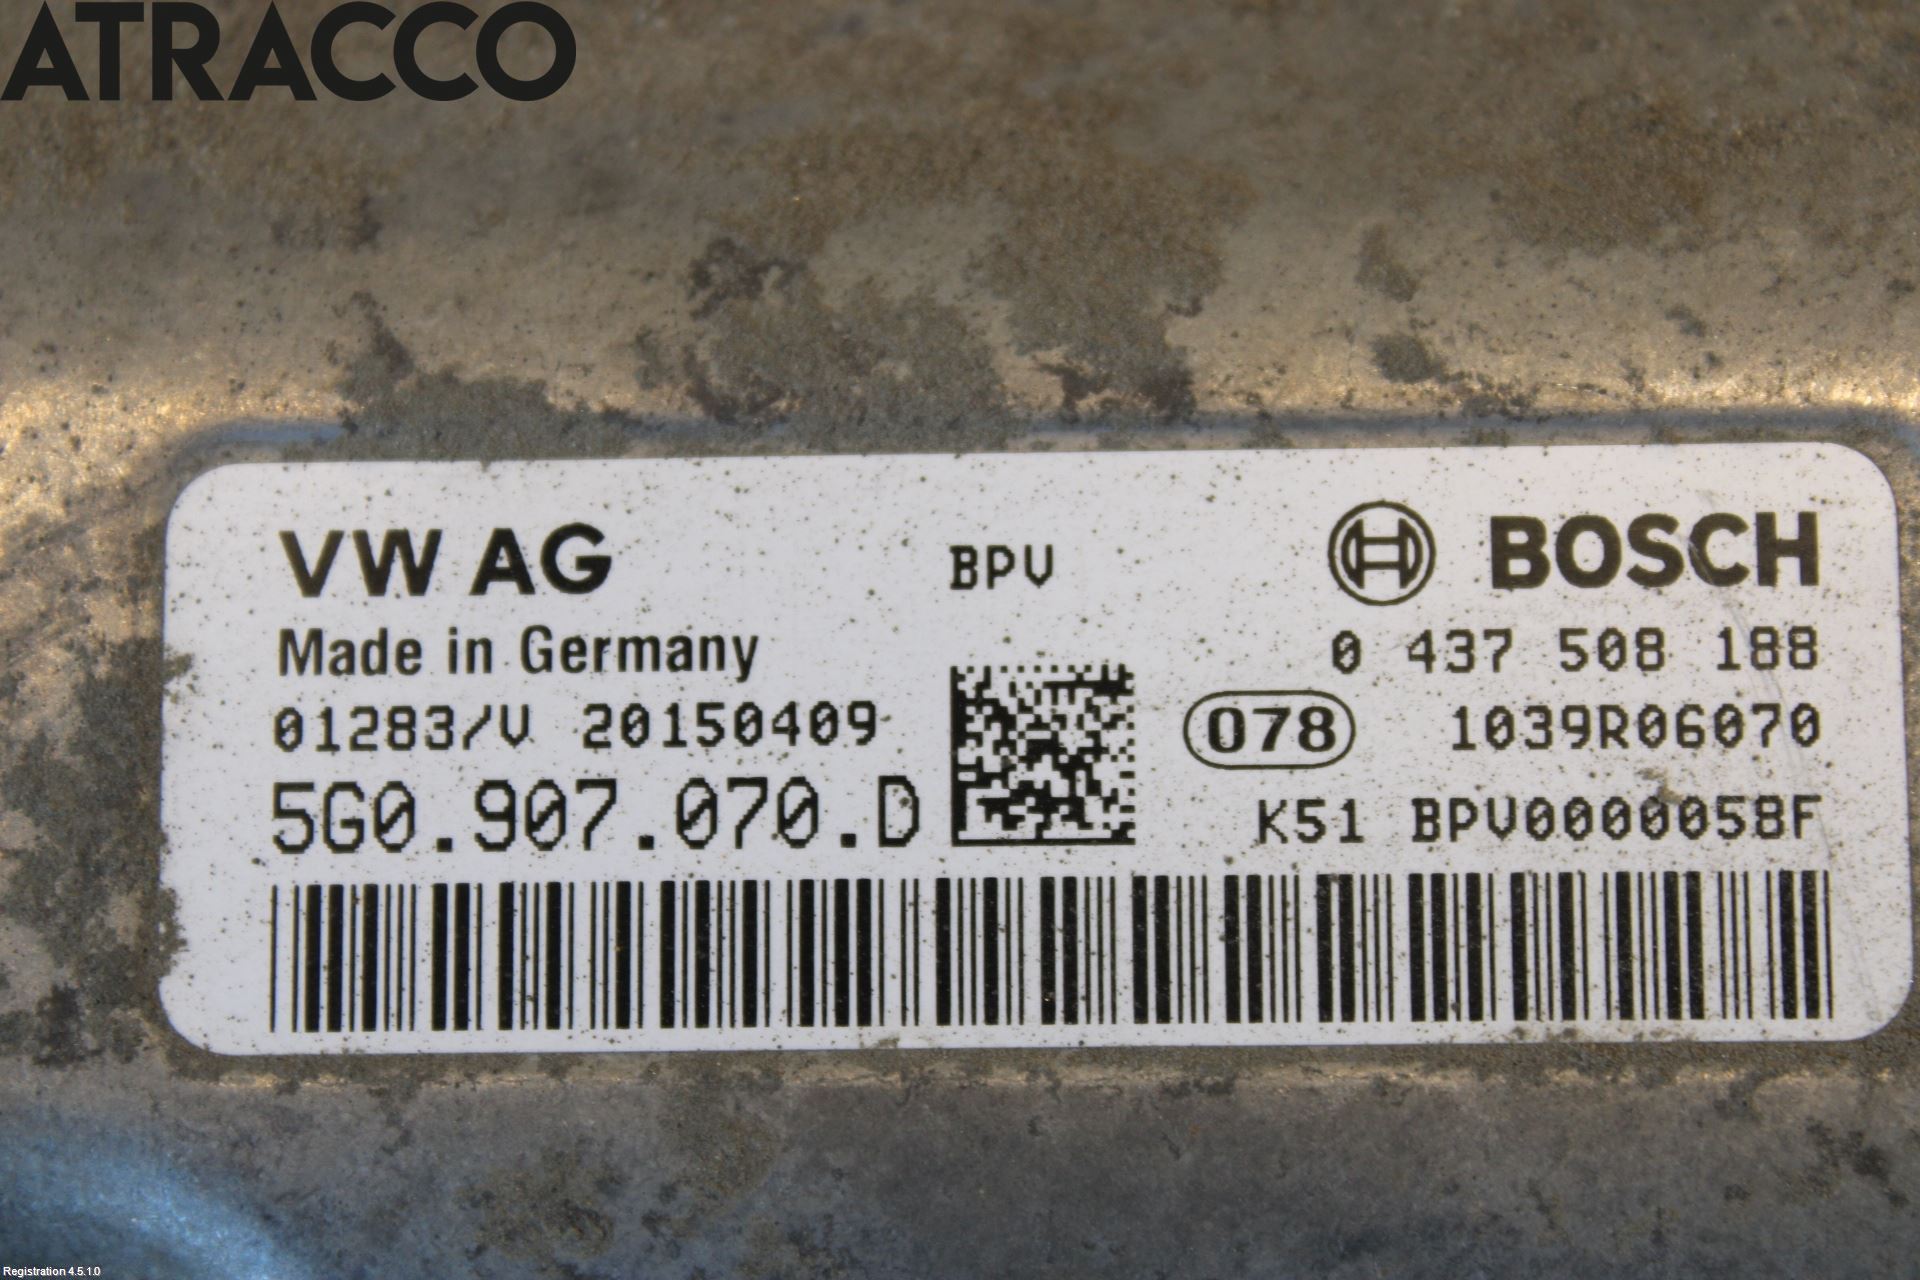 ATRACCO
VW AG
BPV
BOSCH
Made in Germany
0 437 508 188
01283/V 20150409
078
1039R06070
5G0.907.070.D
K51 BPV0000058F
Registration 4.5.1.0